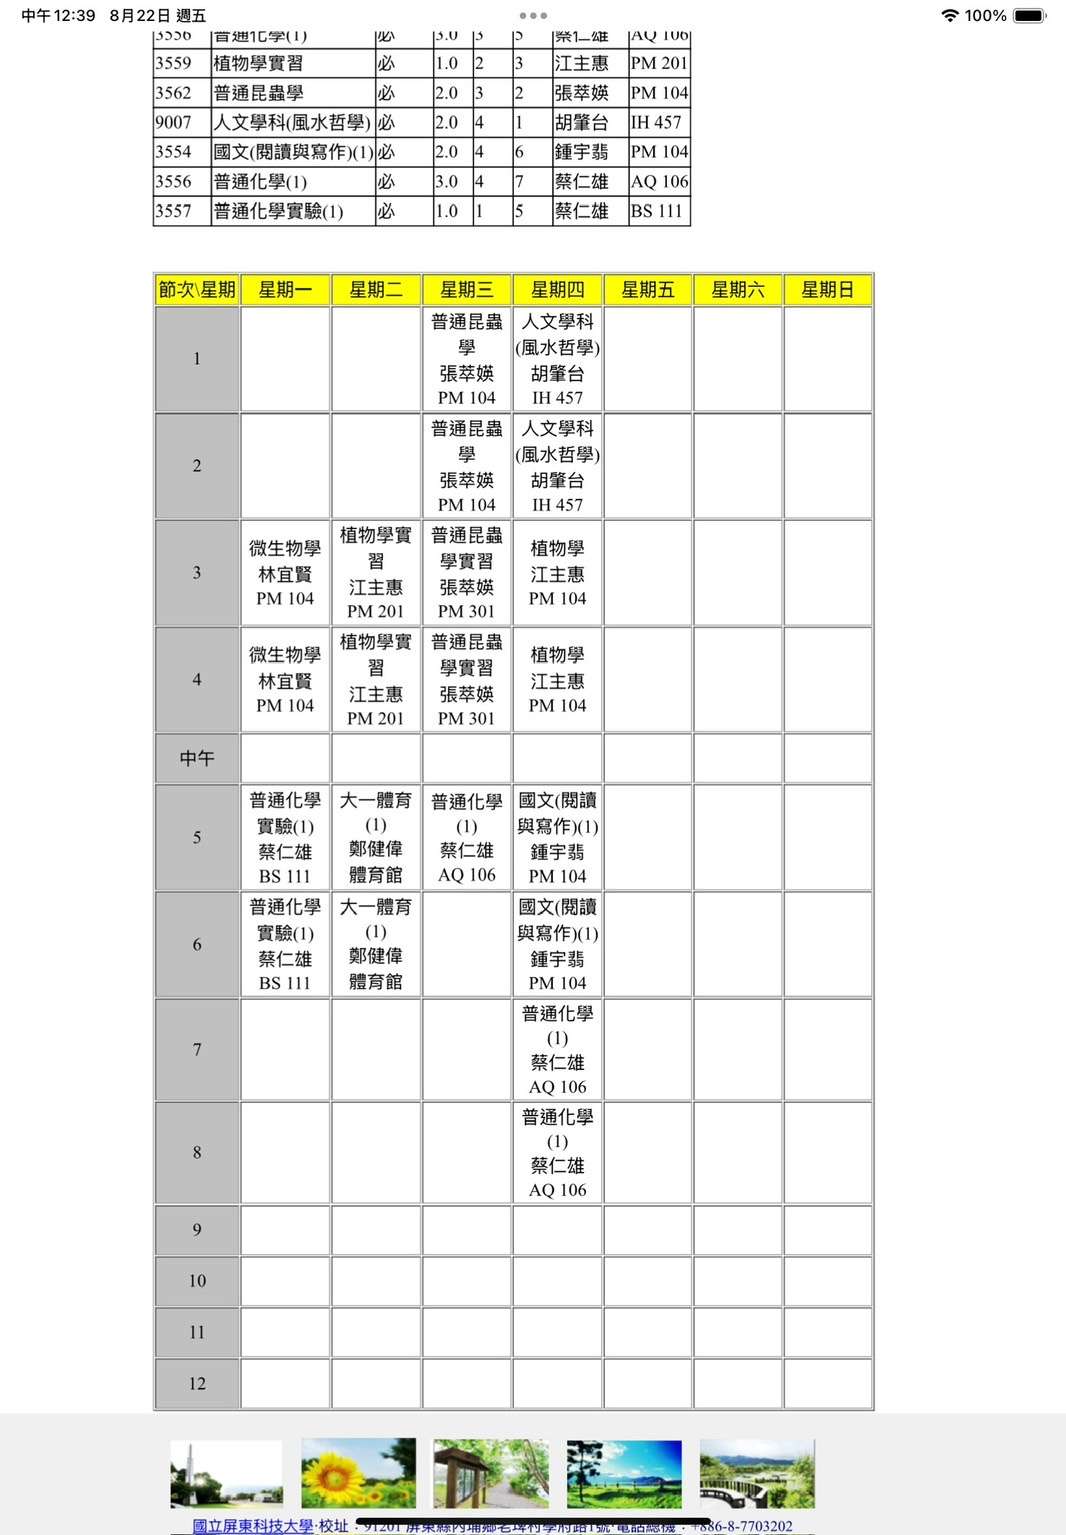 中午12:39 8月22日 週五
100%
3556 普通化學(1) 必 3.0 3 5 蔡仁雄 AQ 106
3559 植物學實習 必 1.0 2 3 江主惠 PM 201
3562 普通昆蟲學 必 2.0 3 2 張萃媖 PM 104
9007 人文學科(風水哲學) 必 2.0 4 1 胡肇台 IH 457
3554 國文(閱讀與寫作)(1) 必 2.0 4 6 鍾宇翡 PM 104
3556 普通化學(1) 必 3.0 4 7 蔡仁雄 AQ 106
3557 普通化學實驗(1) 必 1.0 1 5 蔡仁雄 BS 111
節次\星期 星期一 星期二 星期三 星期四 星期五 星期六 星期日
1
普通昆蟲
學
張萃媖
PM 104
人文學科
(風水哲學)
胡肇台
IH 457
2
普通昆蟲
學
張萃媖
PM 104
人文學科
(風水哲學)
胡肇台
IH 457
3
微生物學
林宜賢
PM 104
植物學實
習
江主惠
PM 201
普通昆蟲
學實習
張萃媖
PM 301
植物學
江主惠
PM 104
4
微生物學
林宜賢
PM 104
植物學實
習
江主惠
PM 201
普通昆蟲
學實習
張萃媖
PM 301
植物學
江主惠
PM 104
中午
5
普通化學
實驗(1)
蔡仁雄
BS 111
大一體育
(1)
鄭健偉
體育館
普通化學
(1)
蔡仁雄
AQ 106
國文(閱讀
與寫作)(1)
鍾宇翡
PM 104
6
普通化學
實驗(1)
蔡仁雄
BS 111
大一體育
(1)
鄭健偉
體育館
國文(閱讀
與寫作)(1)
鍾宇翡
PM 104
7
普通化學
(1)
蔡仁雄
AQ 106
8
普通化學
(1)
蔡仁雄
AQ 106
9
10
11
12
國立屏東科技大學·校址：91201 屏東縣內埔鄉老埤村學府路1號·電話總機：+886-8-7703202